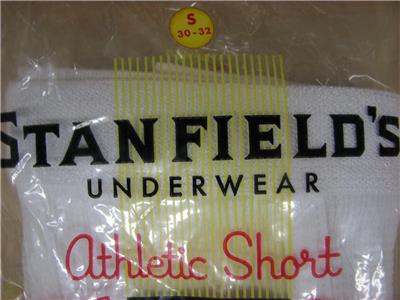 S
30-32
STANFIELD'S
UNDERWEAR
Athletic Short